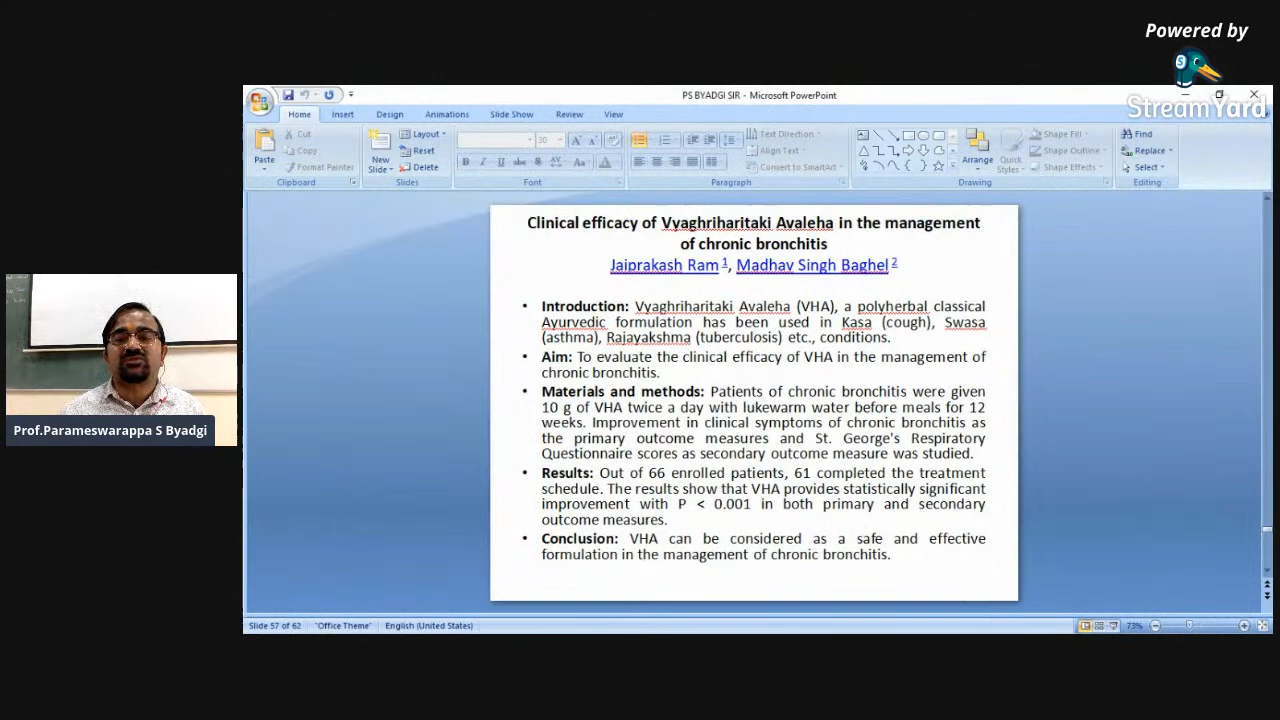 Powered by
StreamYard
PS BYADGI SIR - Microsoft PowerPoint
Home Insert Design Animations Slide Show Review View
Paste
Cut
Copy
Format Painter
Clipboard
New
Slide
Layout
Reset
Delete
Slides
30
Font
Text Direction
Align Text
Convert to SmartArt
Paragraph
Arrange
Quick
Styles
Shape Fill
Shape Outline
Shape Effects
Drawing
Find
Replace
Select
Editing
Clinical efficacy of Vyaghriharitaki Avaleha in the management
of chronic bronchitis
Jaiprakash Ram 1, Madhav Singh Baghel 2
• Introduction: Vyaghriharitaki Avaleha (VHA), a polyherbal classical
Ayurvedic formulation has been used in Kasa (cough), Swasa
(asthma), Rajayakshma (tuberculosis) etc., conditions.
• Aim: To evaluate the clinical efficacy of VHA in the management of
chronic bronchitis.
• Materials and methods: Patients of chronic bronchitis were given
10 g of VHA twice a day with lukewarm water before meals for 12
weeks. Improvement in clinical symptoms of chronic bronchitis as
the primary outcome measures and St. George's Respiratory
Questionnaire scores as secondary outcome measure was studied.
• Results: Out of 66 enrolled patients, 61 completed the treatment
schedule. The results show that VHA provides statistically significant
improvement with P < 0.001 in both primary and secondary
outcome measures.
• Conclusion: VHA can be considered as a safe and effective
formulation in the management of chronic bronchitis.
Prof.Parameswarappa S Byadgi
Slide 57 of 62 "Office Theme" English (United States) 73%